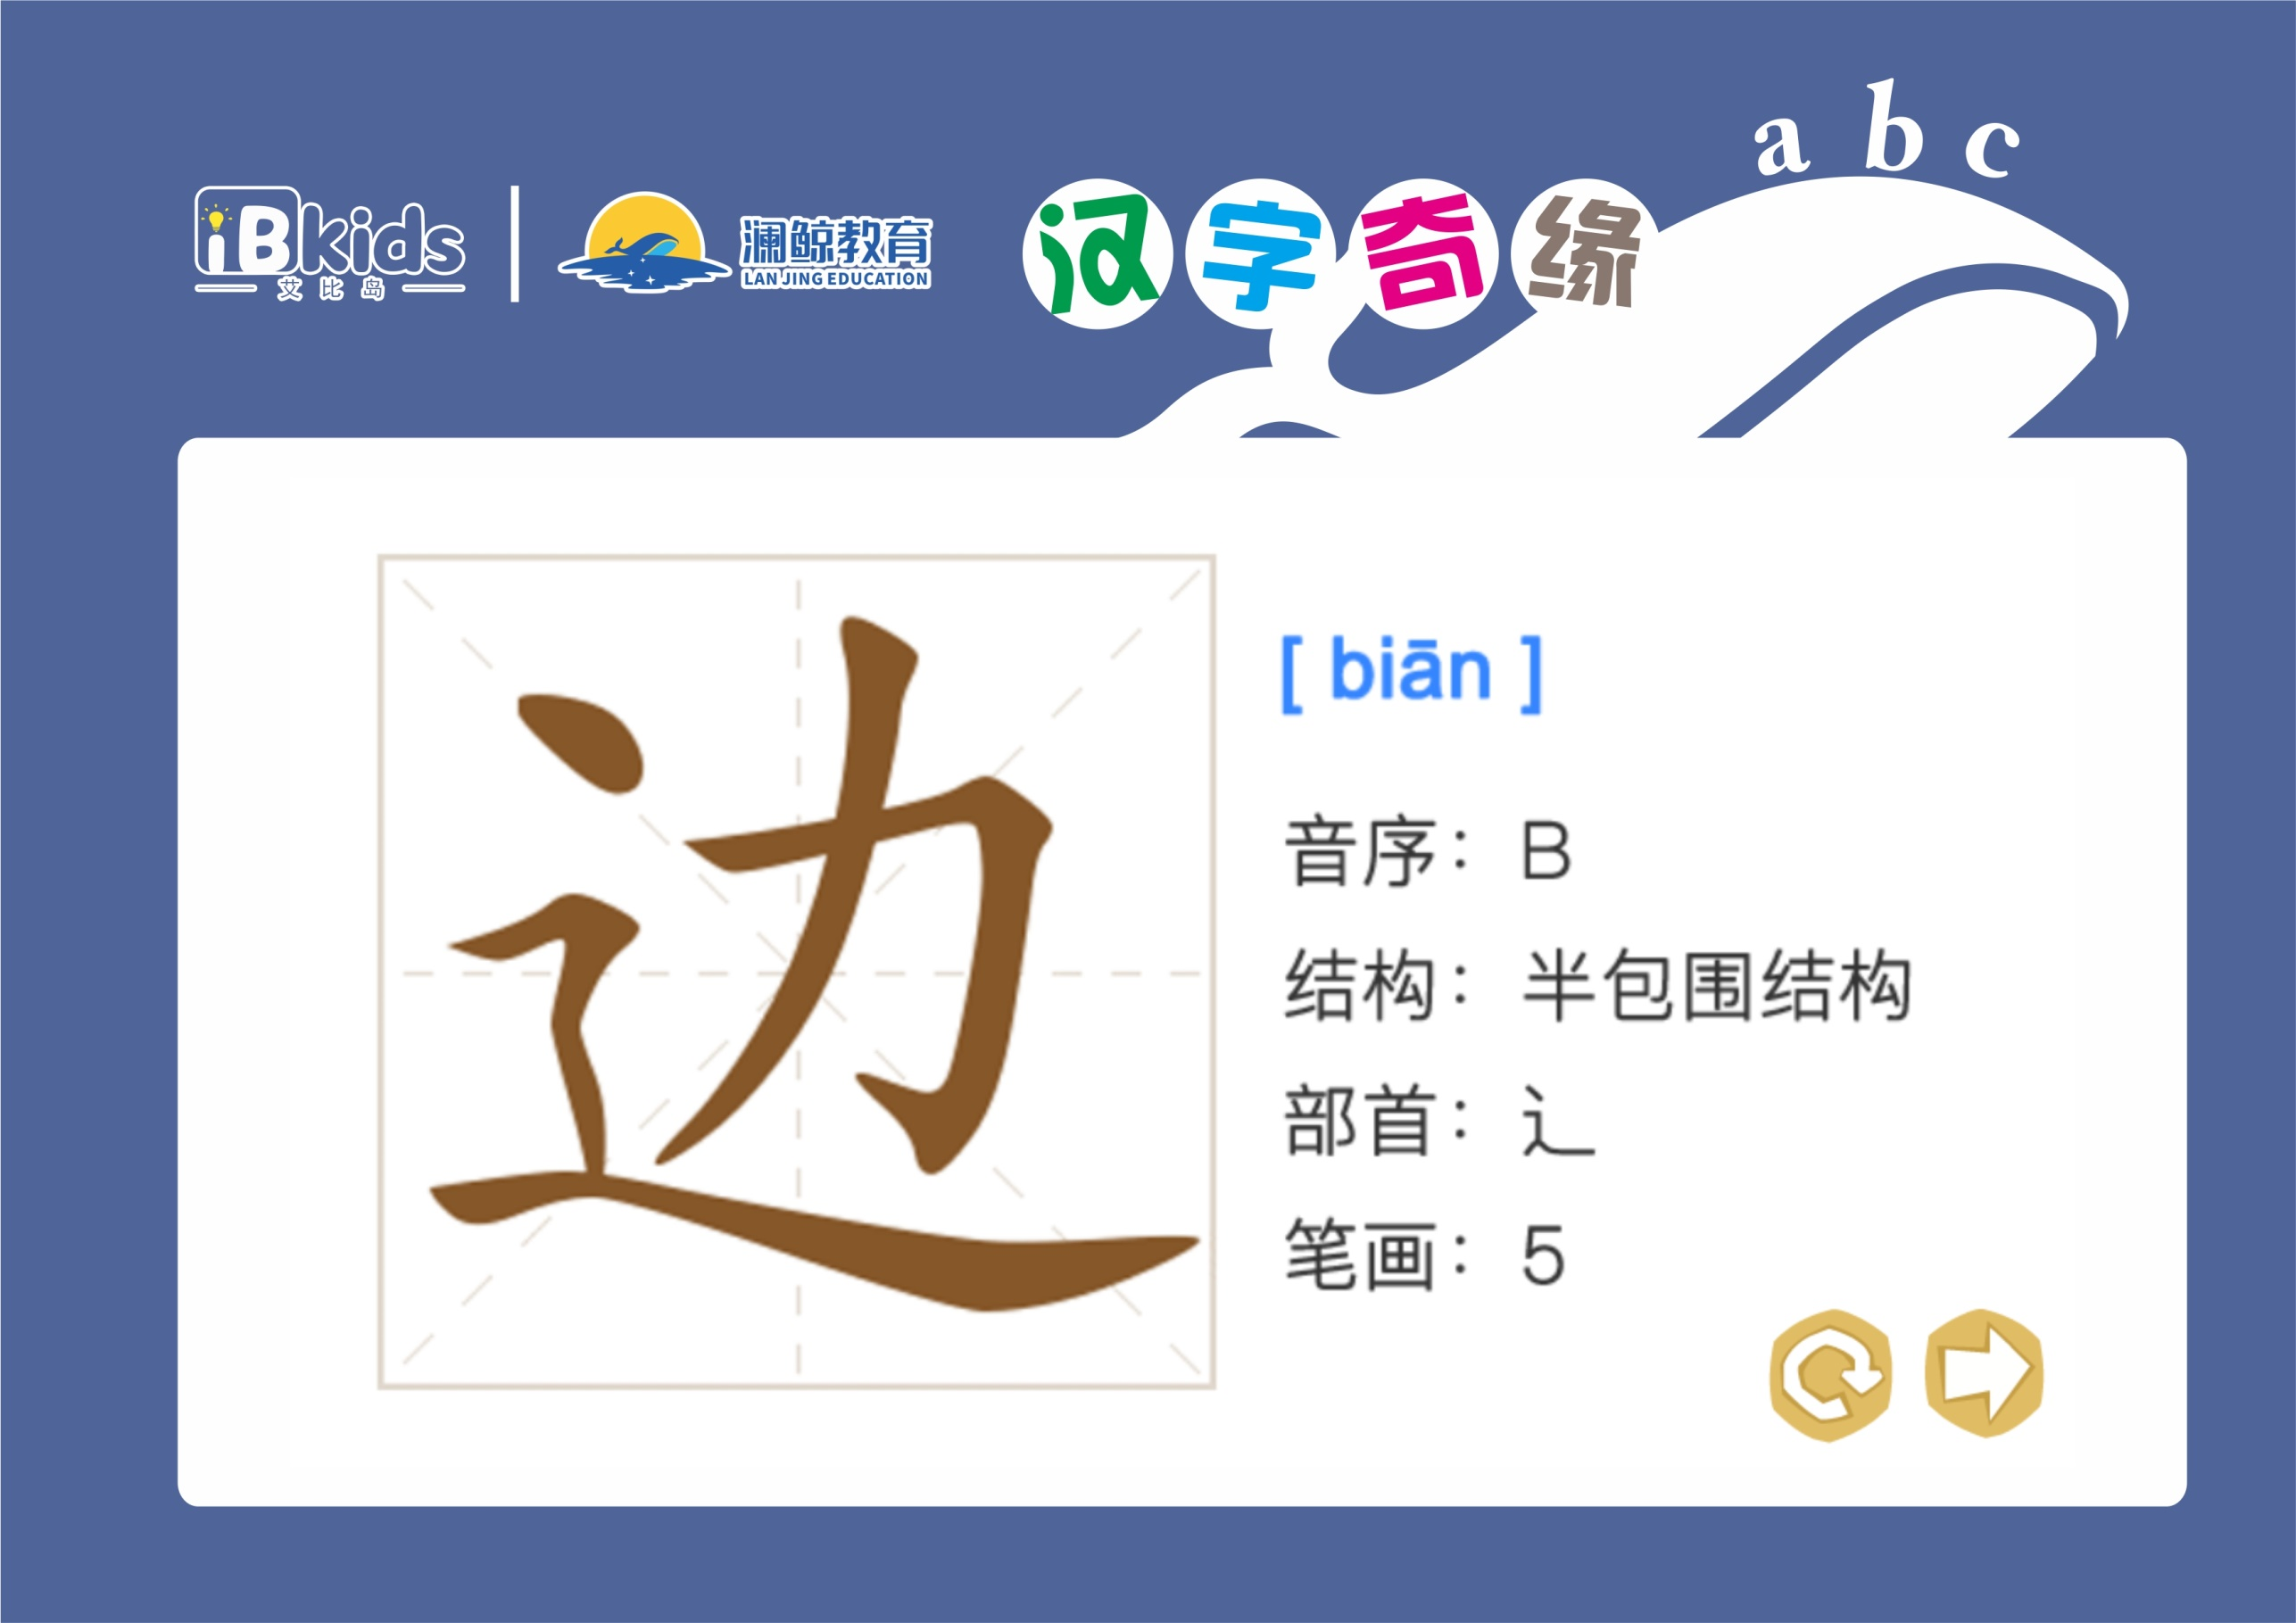 iBkids
艾比岛
澜鲸教育
LAN JING EDUCATION
汉字奇缘
a b c
边
[ biān ]
音序：B
结构：半包围结构
部首：辶
笔画：5